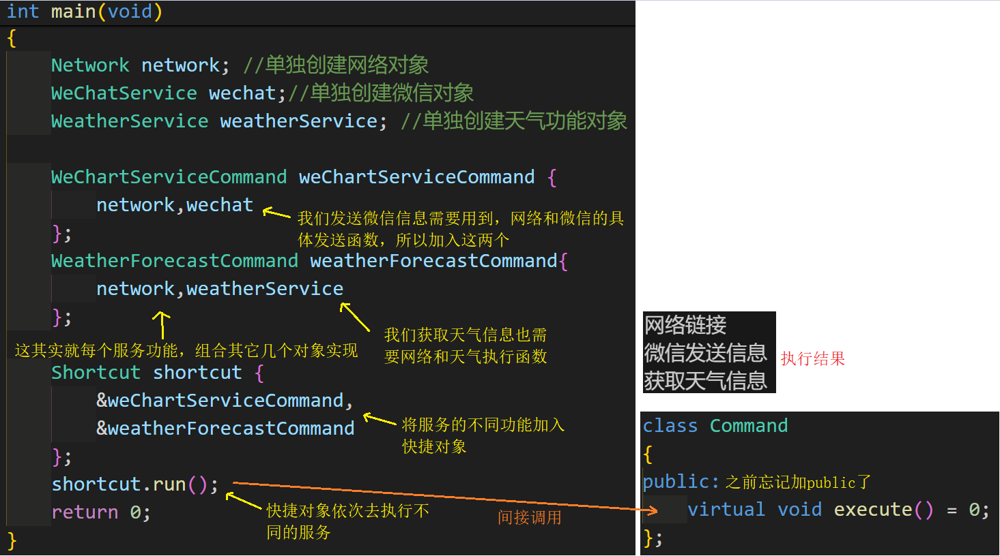 int main(void)
{
Network network; //单独创建网络对象
WeChatService wechat;//单独创建微信对象
WeatherService weatherService; //单独创建天气功能对象
WeChartServiceCommand weChartServiceCommand {
network,wechat
我们发送微信信息需要用到，网络和微信的具
体发送函数，所以加入这两个
};
WeatherForecastCommand weatherForecastCommand{
network,weatherService
};
我们获取天气信息也需
要网络和天气执行函数
这其实就每个服务功能，组合其它几个对象实现
Shortcut shortcut {
&weChartServiceCommand,
&weatherForecastCommand
将服务的不同功能加入
快捷对象
};
shortcut.run();
快捷对象依次去执行不
同的服务
间接调用
return 0;
}
网络链接
微信发送信息
获取天气信息
执行结果
class Command
{
public: 之前忘记加public了
virtual void execute() = 0;
};